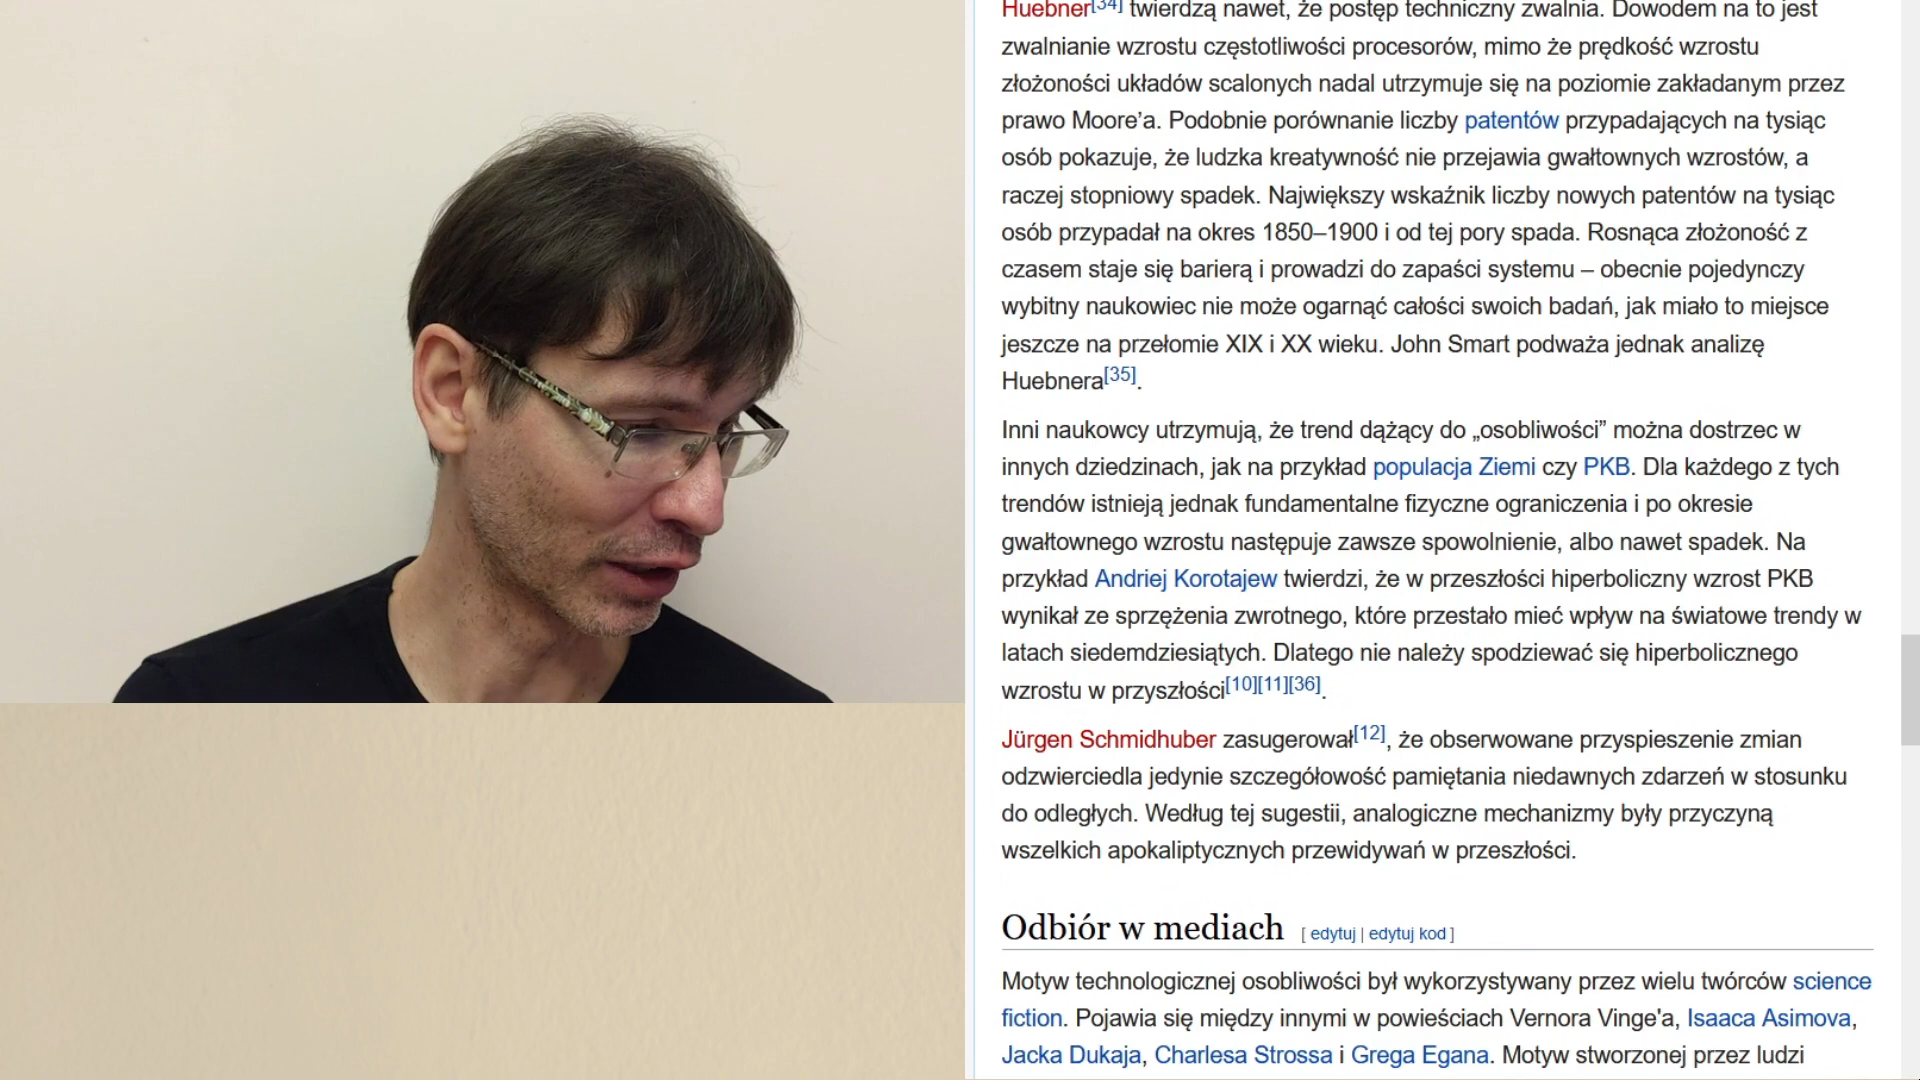 Huebner[34] twierdzą nawet, że postęp techniczny zwalnia. Dowodem na to jest
zwalnianie wzrostu częstotliwości procesorów, mimo że prędkość wzrostu
złożoności układów scalonych nadal utrzymuje się na poziomie zakładanym przez
prawo Moore’a. Podobnie porównanie liczby patentów przypadających na tysiąc
osób pokazuje, że ludzka kreatywność nie przejawia gwałtownych wzrostów, a
raczej stopniowy spadek. Największy wskaźnik liczby nowych patentów na tysiąc
osób przypadał na okres 1850–1900 i od tej pory spada. Rosnąca złożoność z
czasem staje się barierą i prowadzi do zapaści systemu – obecnie pojedynczy
wybitny naukowiec nie może ogarnąć całości swoich badań, jak miało to miejsce
jeszcze na przełomie XIX i XX wieku. John Smart podważa jednak analizę
Huebnera[35].
Inni naukowcy utrzymują, że trend dążący do „osobliwości” można dostrzec w
innych dziedzinach, jak na przykład populacja Ziemi czy PKB. Dla każdego z tych
trendów istnieją jednak fundamentalne fizyczne ograniczenia i po okresie
gwałtownego wzrostu następuje zawsze spowolnienie, albo nawet spadek. Na
przykład Andriej Korotajew twierdzi, że w przeszłości hiperboliczny wzrost PKB
wynikał ze sprzężenia zwrotnego, które przestało mieć wpływ na światowe trendy w
latach siedemdziesiątych. Dlatego nie należy spodziewać się hiperbolicznego
wzrostu w przyszłości[10][11][36].
Jürgen Schmidhuber zasugerował[12], że obserwowane przyspieszenie zmian
odzwierciedla jedynie szczegółowość pamiętania niedawnych zdarzeń w stosunku
do odległych. Według tej sugestii, analogiczne mechanizmy były przyczyną
wszelkich apokaliptycznych przewidywań w przeszłości.
Odbiór w mediach [ edytuj | edytuj kod ]
Motyw technologicznej osobliwości był wykorzystywany przez wielu twórców science
fiction. Pojawia się między innymi w powieściach Vernora Vinge'a, Isaaca Asimova,
Jacka Dukaja, Charlesa Strossa i Grega Egana. Motyw stworzonej przez ludzi